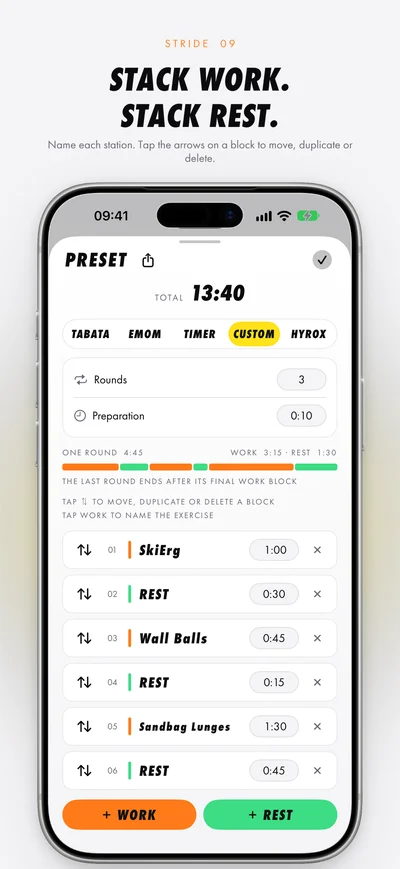 STRIDE 09
STACK WORK.
STACK REST.
Name each station. Tap the arrows on a block to move, duplicate or
delete.
09:41
PRESET
TOTAL 13:40
TABATA EMOM TIMER CUSTOM HYROX
Rounds 3
Preparation 0:10
ONE ROUND 4:45 WORK 3:15 · REST 1:30
THE LAST ROUND ENDS AFTER ITS FINAL WORK BLOCK
TAP ⇅ TO MOVE, DUPLICATE OR DELETE A BLOCK
TAP WORK TO NAME THE EXERCISE
01 SkiErg 1:00 ×
02 REST 0:30 ×
03 Wall Balls 0:45 ×
04 REST 0:15 ×
05 Sandbag Lunges 1:30 ×
06 REST 0:45 ×
+ WORK + REST